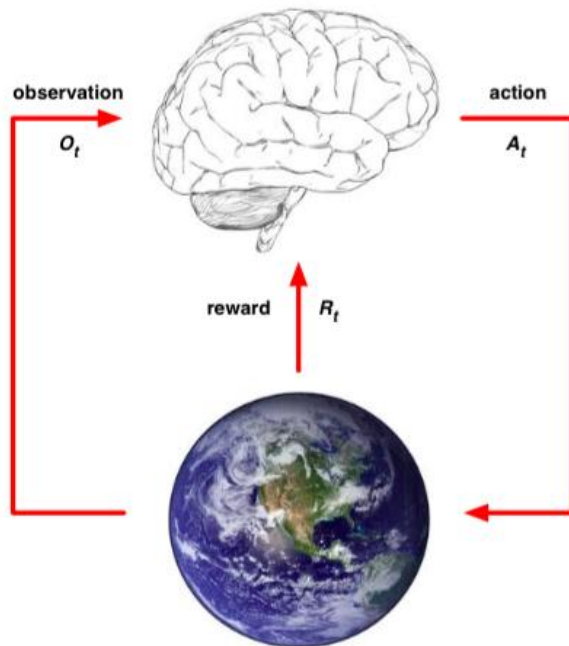 observation
action
O_t
A_t
reward
R_t